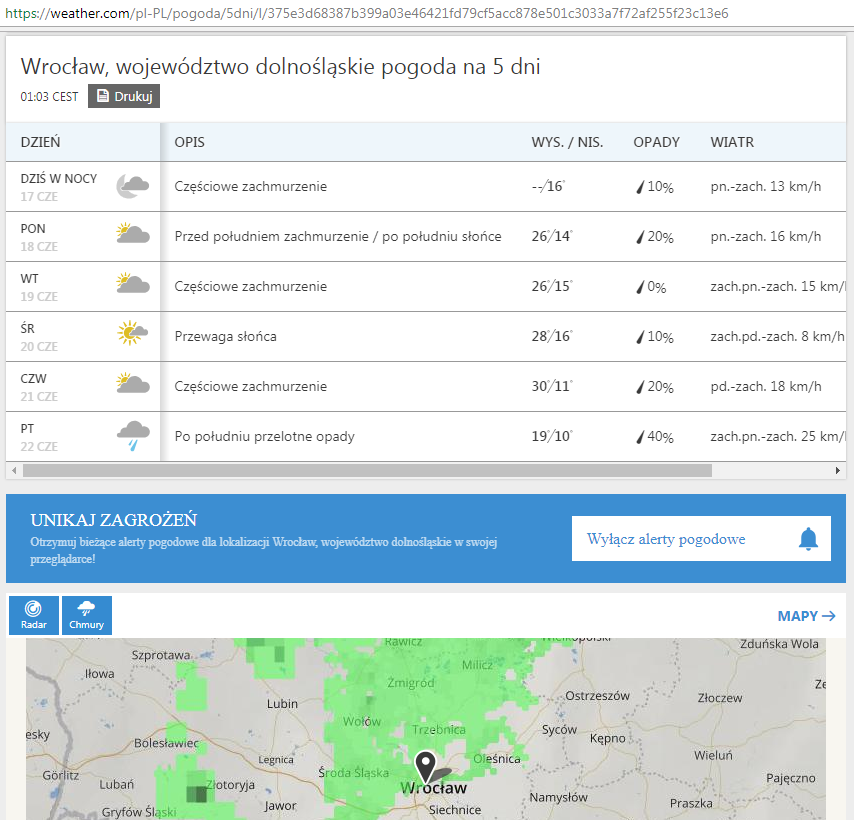 https://weather.com/pl-PL/pogoda/5dni/l/375e3d68387b399a03e46421fd79cf5acc878e501c3033a7f72af255f23c13e6
Wrocław, województwo dolnośląskie pogoda na 5 dni
01:03 CEST Drukuj
DZIEŃ OPIS WYS. / NIS. OPADY WIATR
DZIŚ W NOCY
17 CZE
Częściowe zachmurzenie --/16° 10% pn.-zach. 13 km/h
PON
18 CZE
Przed południem zachmurzenie / po południu słońce 26°/14° 20% pn.-zach. 16 km/h
WT
19 CZE
Częściowe zachmurzenie 26°/15° 0% zach.pn.-zach. 15 km/
ŚR
20 CZE
Przewaga słońca 28°/16° 10% zach.pd.-zach. 8 km/h
CZW
21 CZE
Częściowe zachmurzenie 30°/11° 20% pd.-zach. 18 km/h
PT
22 CZE
Po południu przelotne opady 19°/10° 40% zach.pn.-zach. 25 km/
UNIKAJ ZAGROŻEŃ
Otrzymuj bieżące alerty pogodowe dla lokalizacji Wrocław, województwo dolnośląskie w swojej
przeglądarce!
Wyłącz alerty pogodowe
Radar Chmury
MAPY
Rawicz
Zduńska Wola
Szprotawa
Milicz
Iłowa
Żmigród
Ostrzeszów
Złoczew
Lubin
Wołów
Trzebnica
Syców
Kępno
esky
Bolesławiec
Legnica
Oleśnica
Wieluń
Görlitz
Lubań
Złotoryja
Środa Śląska
Wrocław
Pajęczno
Namysłów
Praszka
Gryfów Śląski
Jawor
Siechnice